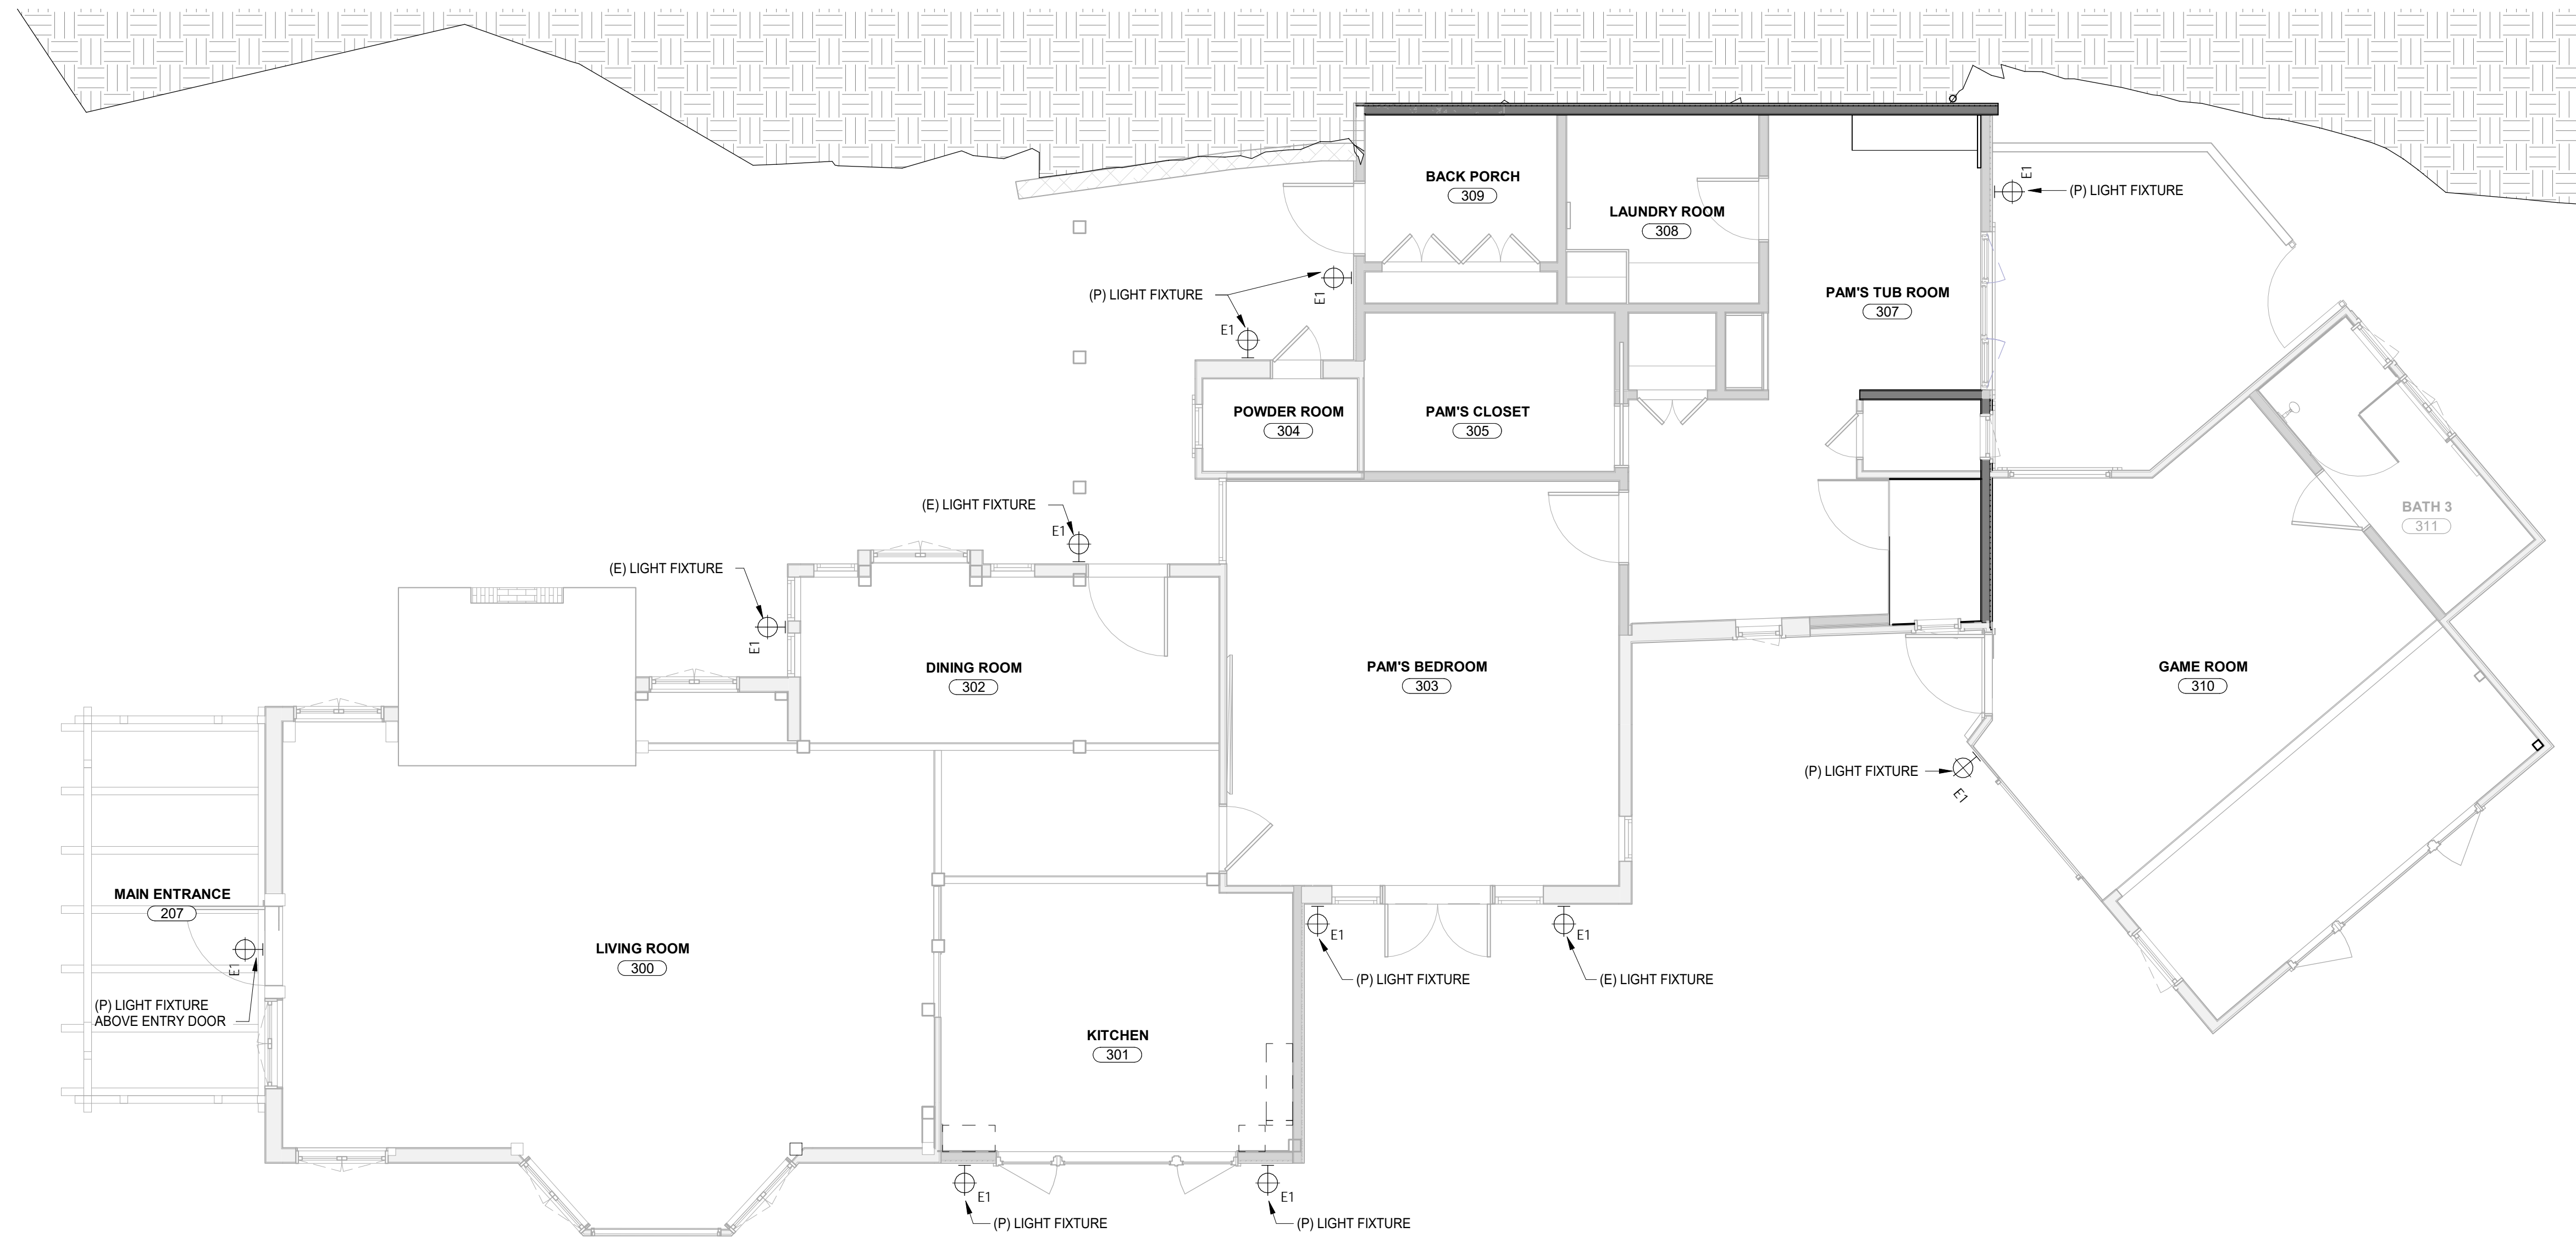 BACK PORCH
309
LAUNDRY ROOM
308
E1
(P) LIGHT FIXTURE
PAM'S TUB ROOM
307
(P) LIGHT FIXTURE
E1
E1
POWDER ROOM
304
PAM'S CLOSET
305
(E) LIGHT FIXTURE
E1
BATH 3
311
(E) LIGHT FIXTURE
E1
DINING ROOM
302
PAM'S BEDROOM
303
GAME ROOM
310
(P) LIGHT FIXTURE
E1
MAIN ENTRANCE
207
E1
(P) LIGHT FIXTURE
ABOVE ENTRY DOOR
LIVING ROOM
300
E1
(P) LIGHT FIXTURE
E1
(E) LIGHT FIXTURE
KITCHEN
301
E1
(P) LIGHT FIXTURE
E1
(P) LIGHT FIXTURE